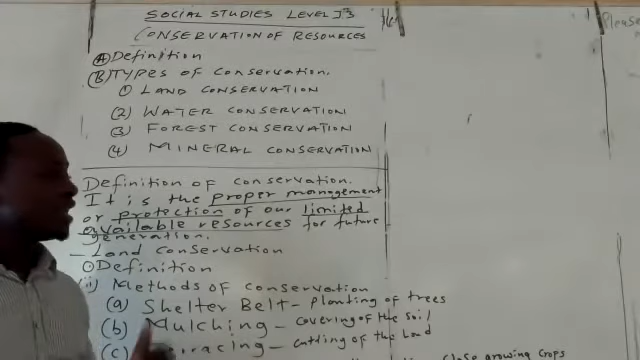 SOCIAL STUDIES LEVEL J3
CONSERVATION OF RESOURCES
(A) Definition
(B) TYPES OF CONSERVATION.
(1) LAND CONSERVATION
(2) WATER CONSERVATION
(3) FOREST CONSERVATION
(4) MINERAL CONSERVATION
Definition of conservation.
It is the proper management
or protection of our limited
available resources for future
generation.
- Land conservation
(i) Definition
(ii) Methods of conservation
(a) Shelter Belt - Planting of trees
(b) Mulching - covering of the soil
(c) - cutting of the land
close growing crops
Please